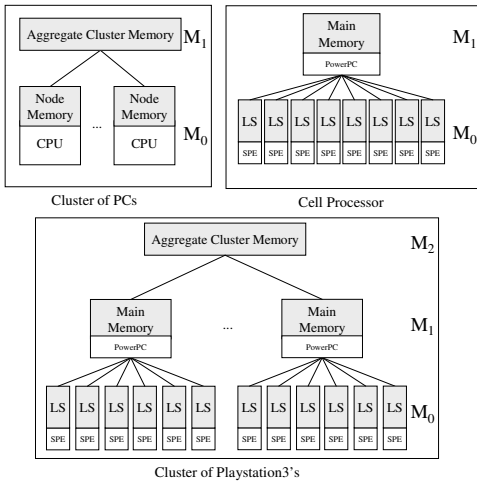 Aggregate Cluster Memory
M1
Node
Memory
CPU
...
Node
Memory
CPU
M0
Cluster of PCs
Main
Memory
PowerPC
M1
LS LS LS LS LS LS LS LS
SPE SPE SPE SPE SPE SPE SPE SPE
M0
Cell Processor
Aggregate Cluster Memory
M2
Main
Memory
PowerPC
...
Main
Memory
PowerPC
M1
LS LS LS LS LS LS LS LS LS LS LS LS
SPE SPE SPE SPE SPE SPE SPE SPE SPE SPE SPE SPE
M0
Cluster of Playstation3's